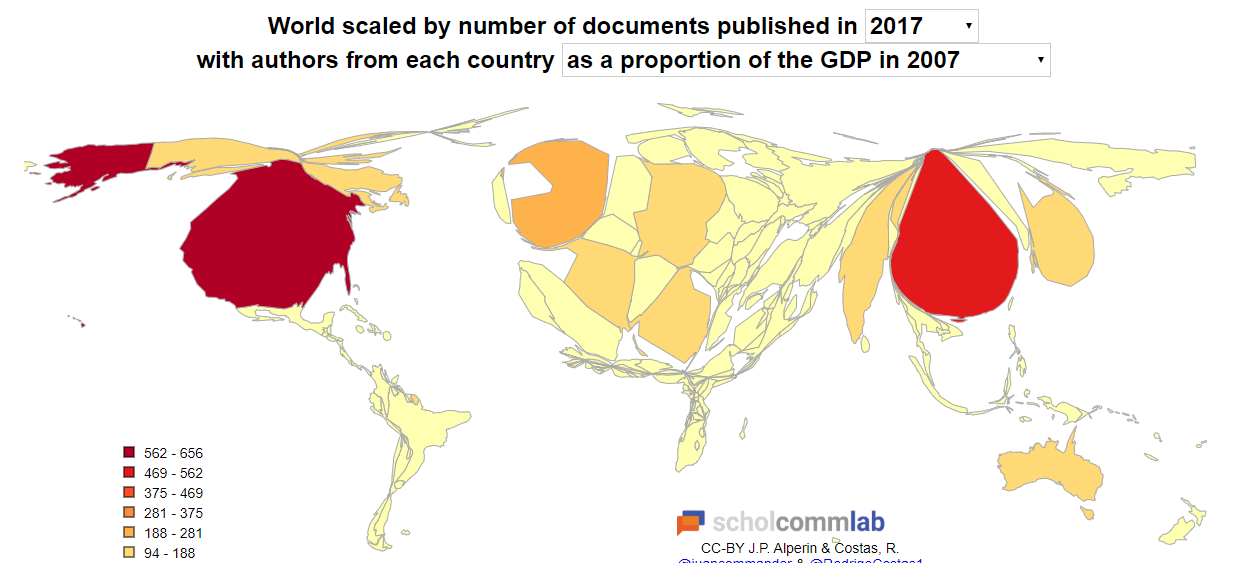 World scaled by number of documents published in 2017
with authors from each country as a proportion of the GDP in 2007
562 - 656
469 - 562
375 - 469
281 - 375
188 - 281
94 - 188
scholcommlab
CC-BY J.P. Alperin & Costas, R.
@juancommander & @RodrigoCostas1